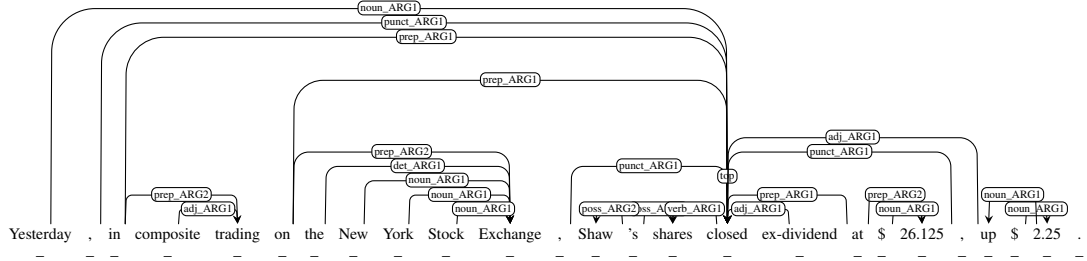 noun_ARG1
punct_ARG1
prep_ARG1
prep_ARG1
adj_ARG1
prep_ARG2 punct_ARG1
det_ARG1 punct_ARG1
noun_ARG1 top
prep_ARG2 noun_ARG1 prep_ARG1 prep_ARG2 noun_ARG1
adj_ARG1 noun_ARG1 poss_ARG2 verb_ARG1 adj_ARG1 noun_ARG1 noun_ARG1
Yesterday , in composite trading on the New York Stock Exchange , Shaw 's shares closed ex-dividend at $ 26.125 , up $ 2.25 .
_ _ _ _ _ _ _ _ _ _ _ _ _ _ _ _ _ _ _ _ _ _ _ _ _